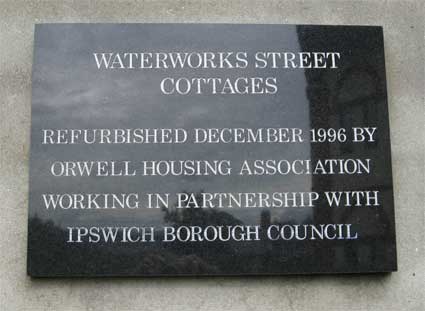 WATERWORKS STREET
COTTAGES
REFURBISHED DECEMBER 1996 BY
ORWELL HOUSING ASSOCIATION
WORKING IN PARTNERSHIP WITH
IPSWICH BOROUGH COUNCIL